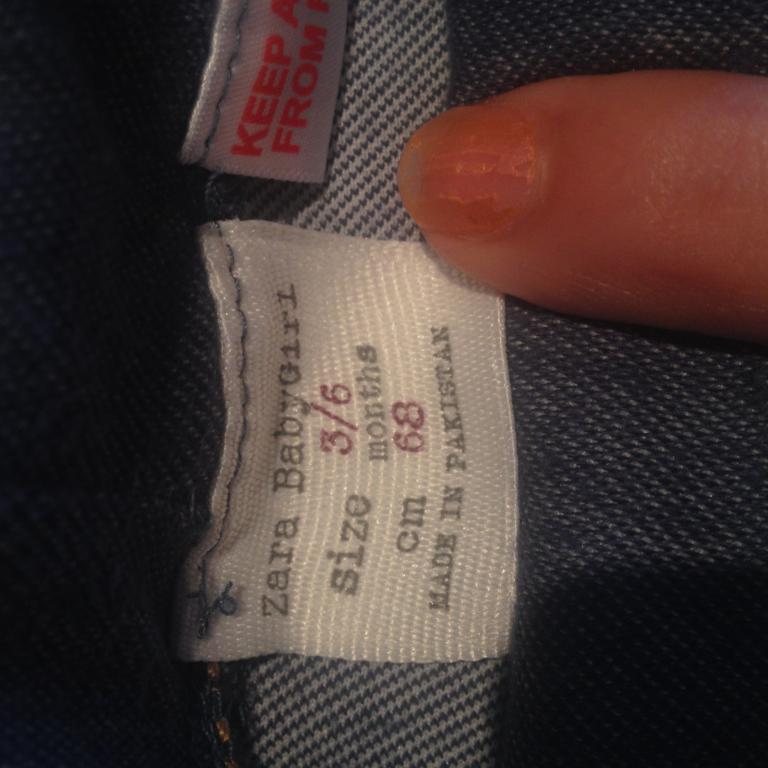 KEEP A
FROM
Zara BabyGirl
size 3/6
months
cm 68
MADE IN PAKISTAN